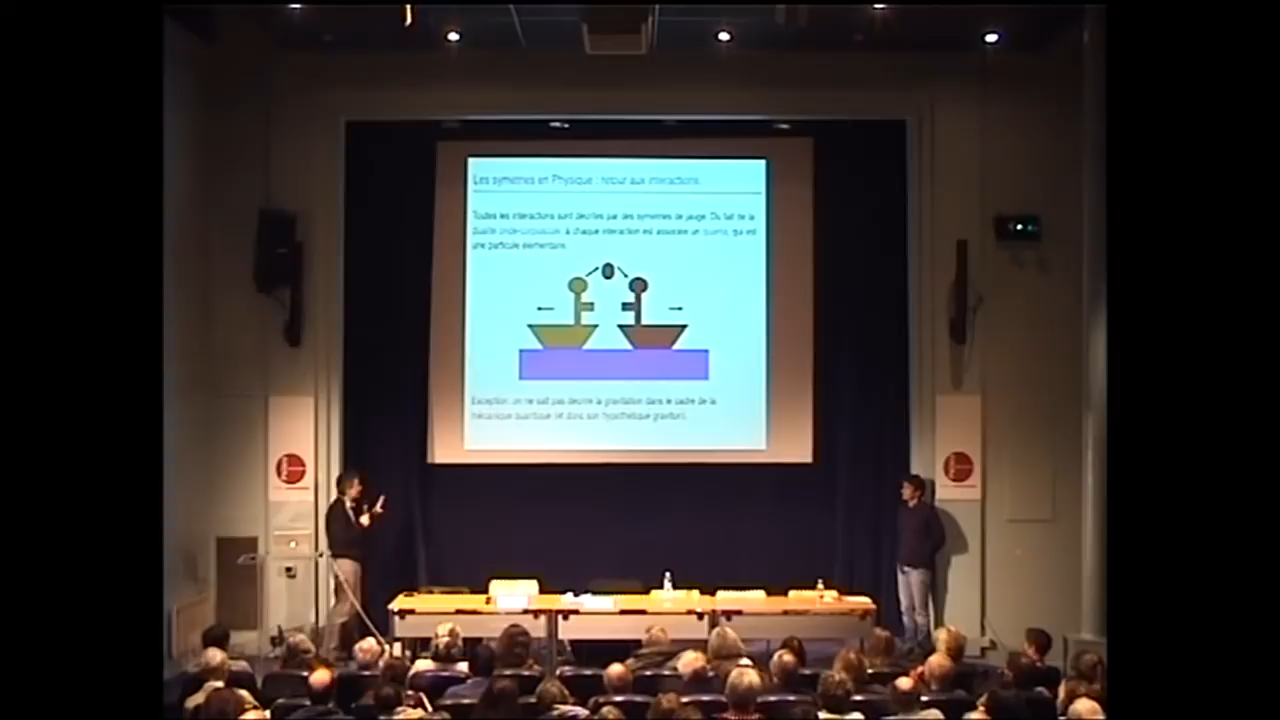 Les symétries en Physique : retour aux interactions
Toutes les interactions sont décrites par des symétries de jauge. Du fait de la
dualité onde-corpuscule à chaque interaction est associée un quanta, qui est
une particule élémentaire.
Exception: on ne sait pas décrire la gravitation dans le cadre de la
mécanique quantique (et donc son hypothétique graviton).